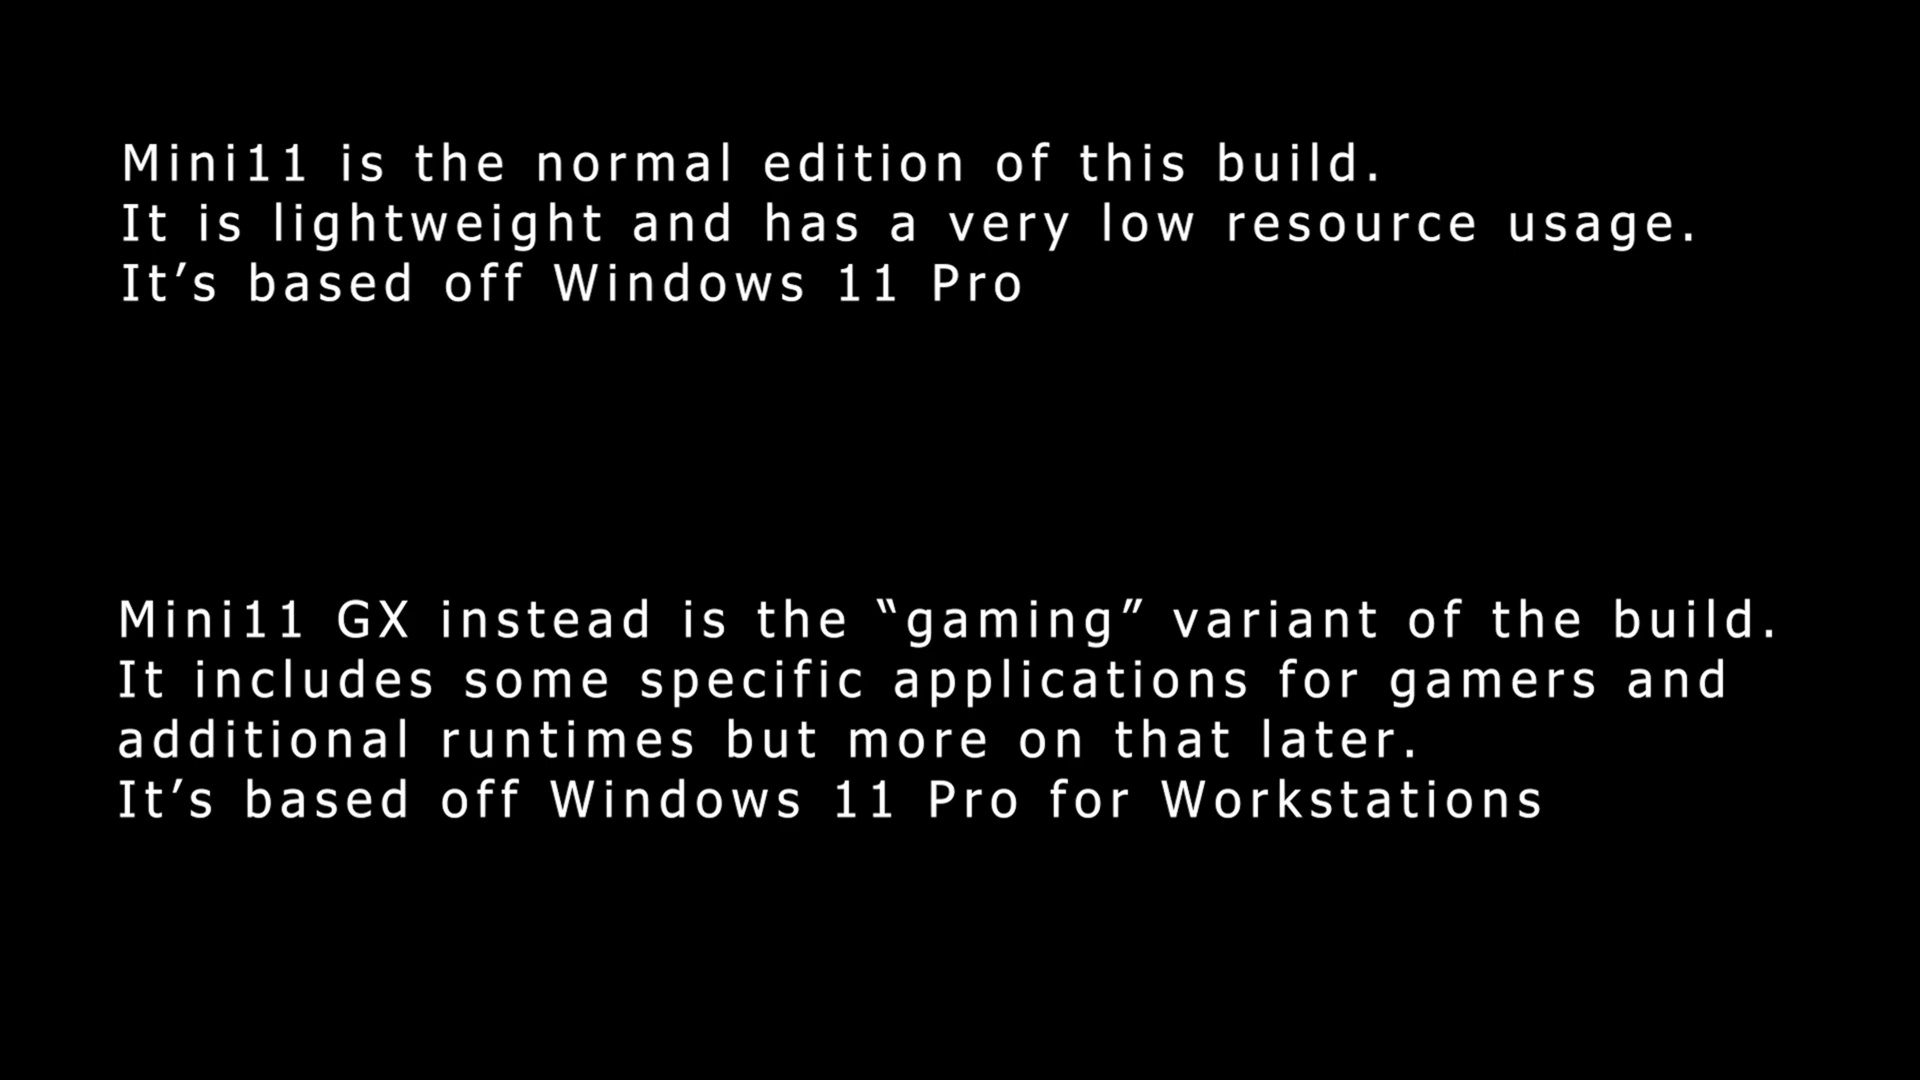 Mini11 is the normal edition of this build.
It is lightweight and has a very low resource usage.
It’s based off Windows 11 Pro
Mini11 GX instead is the “gaming” variant of the build.
It includes some specific applications for gamers and
additional runtimes but more on that later.
It’s based off Windows 11 Pro for Workstations